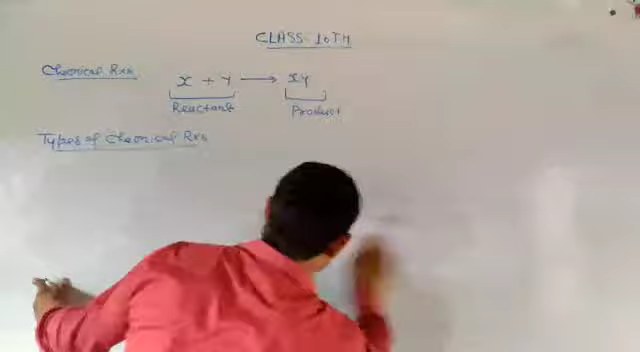 CLASS 10TH
Chemical Rxn X + Y → XY
Reactant Product
Types of Chemical Rxn